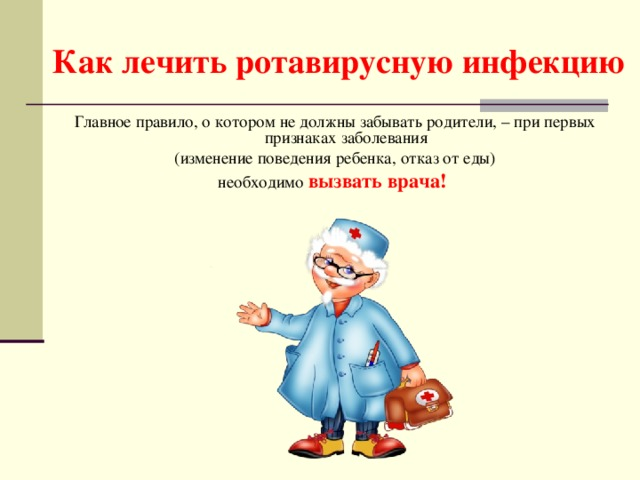 Как лечить ротавирусную инфекцию
Главное правило, о котором не должны забывать родители, – при первых
признаках заболевания
(изменение поведения ребенка, отказ от еды)
необходимо вызвать врача!